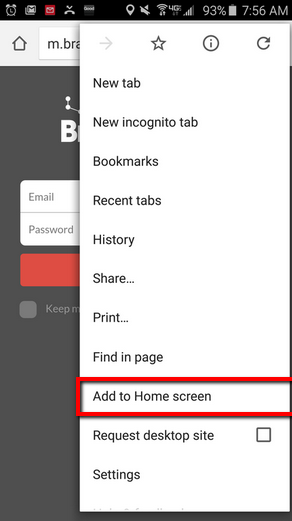 93% 7:56 AM
m.bra
New tab
New incognito tab
Bookmarks
Recent tabs
History
Email
Share…
Password
Print…
Keep m
Find in page
Add to Home screen
Request desktop site
Settings